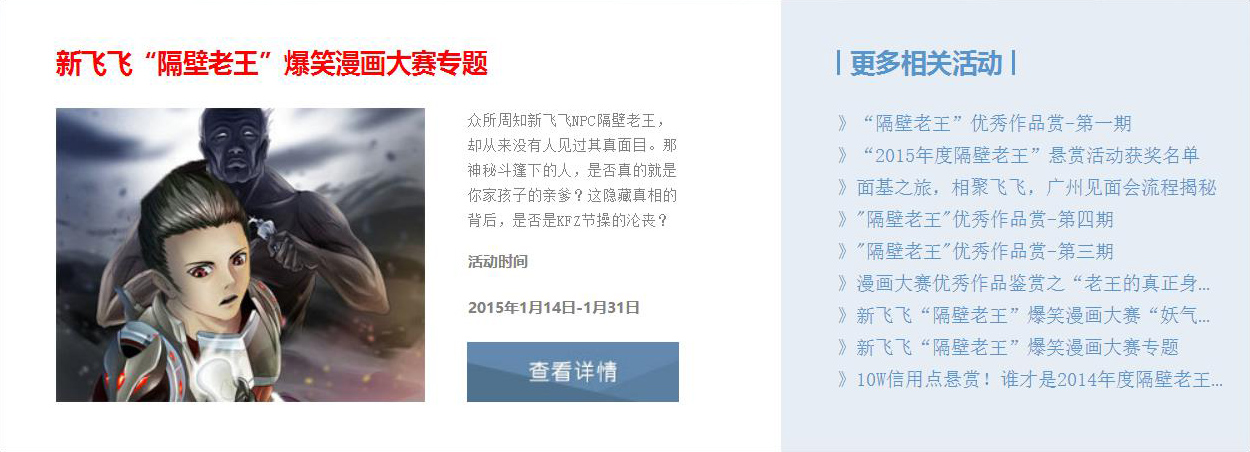 新飞飞“隔壁老王”爆笑漫画大赛专题
众所周知新飞飞NPC隔壁老王，
却从来没有人见过其真面目。那
神秘斗篷下的人，是否真的就是
你家孩子的亲爹？这隐藏真相的
背后，是否是KFZ节操的沦丧？
活动时间
2015年1月14日-1月31日
查看详情
| 更多相关活动 |
》“隔壁老王”优秀作品赏-第一期
》“2015年度隔壁老王”悬赏活动获奖名单
》面基之旅，相聚飞飞，广州见面会流程揭秘
》"隔壁老王"优秀作品赏-第四期
》"隔壁老王"优秀作品赏-第三期
》漫画大赛优秀作品鉴赏之“老王的真正身...
》新飞飞“隔壁老王”爆笑漫画大赛“妖气...
》新飞飞“隔壁老王”爆笑漫画大赛专题
》10W信用点悬赏！谁才是2014年度隔壁老王...